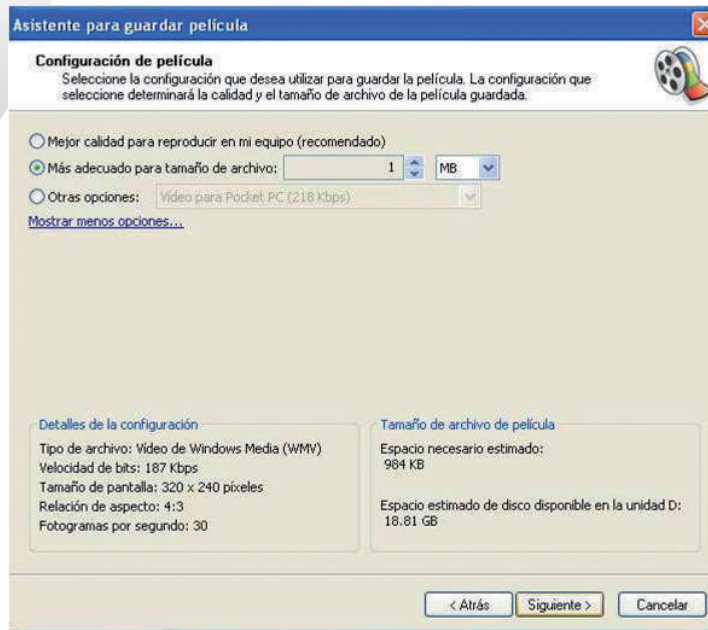 Asistente para guardar película
Configuración de película
Seleccione la configuración que desea utilizar para guardar la película. La configuración que
seleccione determinará la calidad y el tamaño de archivo de la película guardada.
Mejor calidad para reproducir en mi equipo (recomendado)
Más adecuado para tamaño de archivo: 1 MB
Otras opciones: Vídeo para Pocket PC (218 Kbps)
Mostrar menos opciones...
Detalles de la configuración
Tipo de archivo: Vídeo de Windows Media (WMV)
Velocidad de bits: 187 Kbps
Tamaño de pantalla: 320 x 240 píxeles
Relación de aspecto: 4:3
Fotogramas por segundo: 30
Tamaño de archivo de película
Espacio necesario estimado:
984 KB
Espacio estimado de disco disponible en la unidad D:
18.81 GB
< Atrás Siguiente > Cancelar